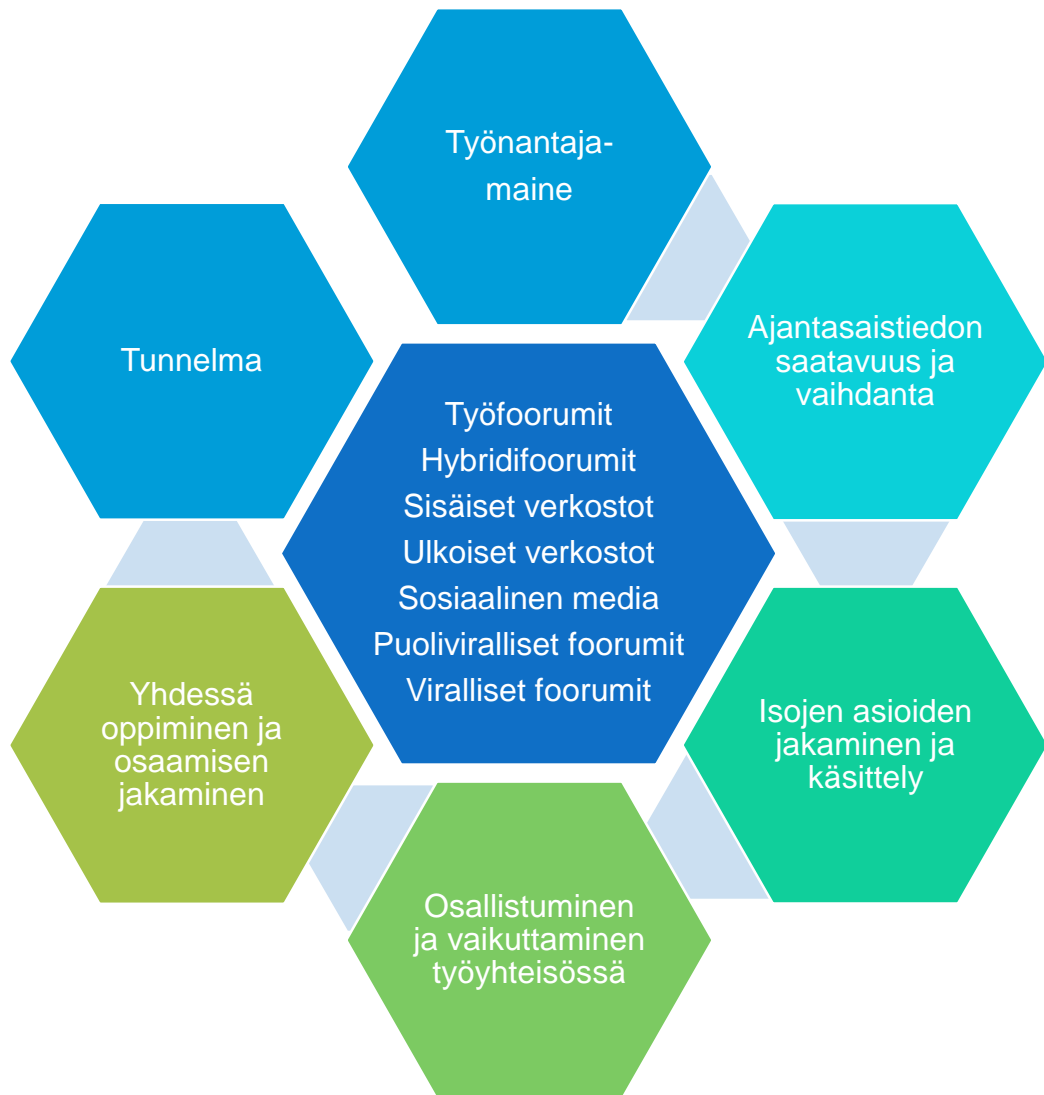 Työnantaja-
maine
Ajantasaistiedon
saatavuus ja
vaihdanta
Tunnelma
Työfoorumit
Hybridifoorumit
Sisäiset verkostot
Ulkoiset verkostot
Sosiaalinen media
Puoliviralliset foorumit
Viralliset foorumit
Yhdessä
oppiminen ja
osaamisen
jakaminen
Isojen asioiden
jakaminen ja
käsittely
Osallistuminen
ja vaikuttaminen
työyhteisössä